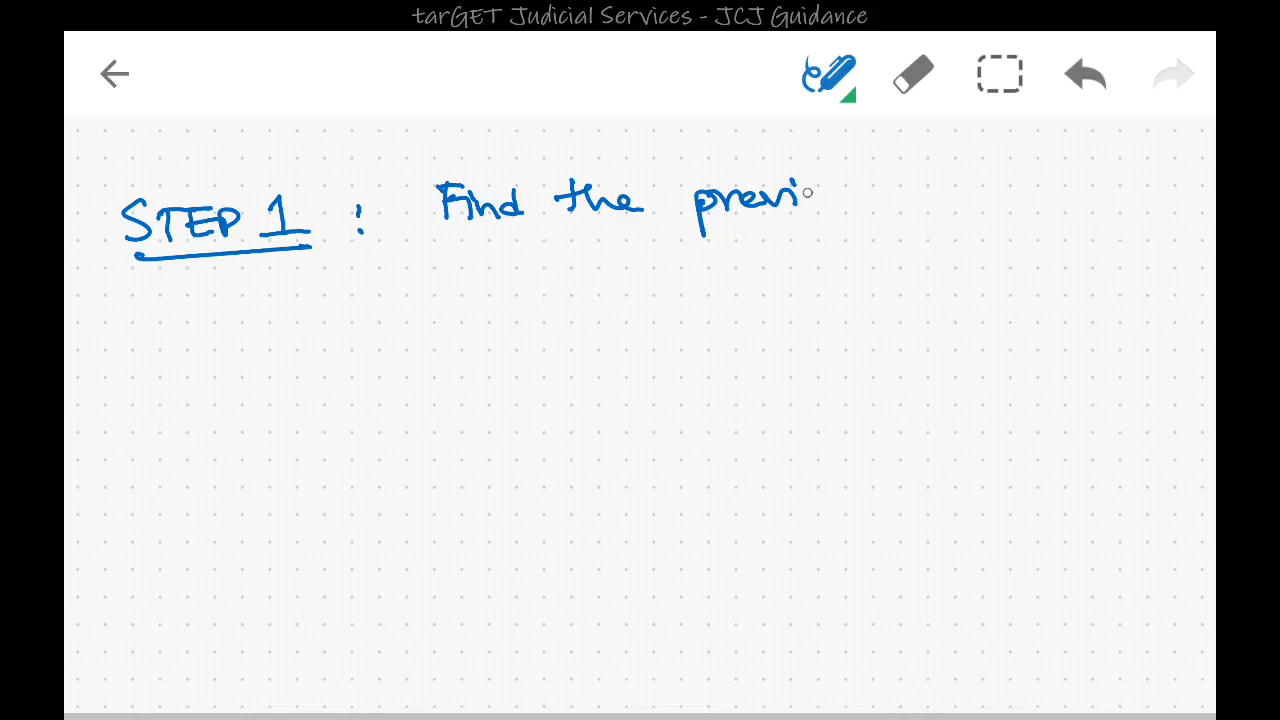 tarGET Judicial Services - JCJ Guidance
STEP 1 : Find the previ